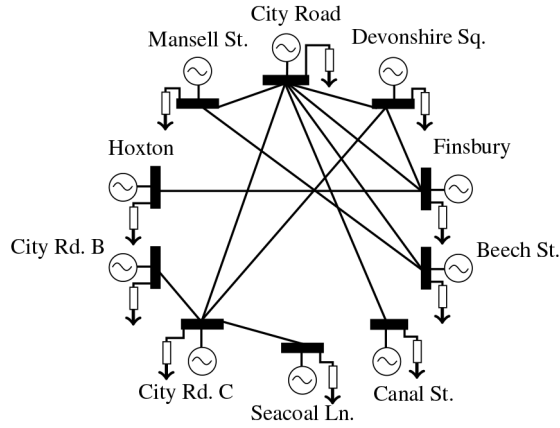 City Road
Mansell St.
Devonshire Sq.
Hoxton
Finsbury
City Rd. B
Beech St.
City Rd. C
Canal St.
Seacoal Ln.